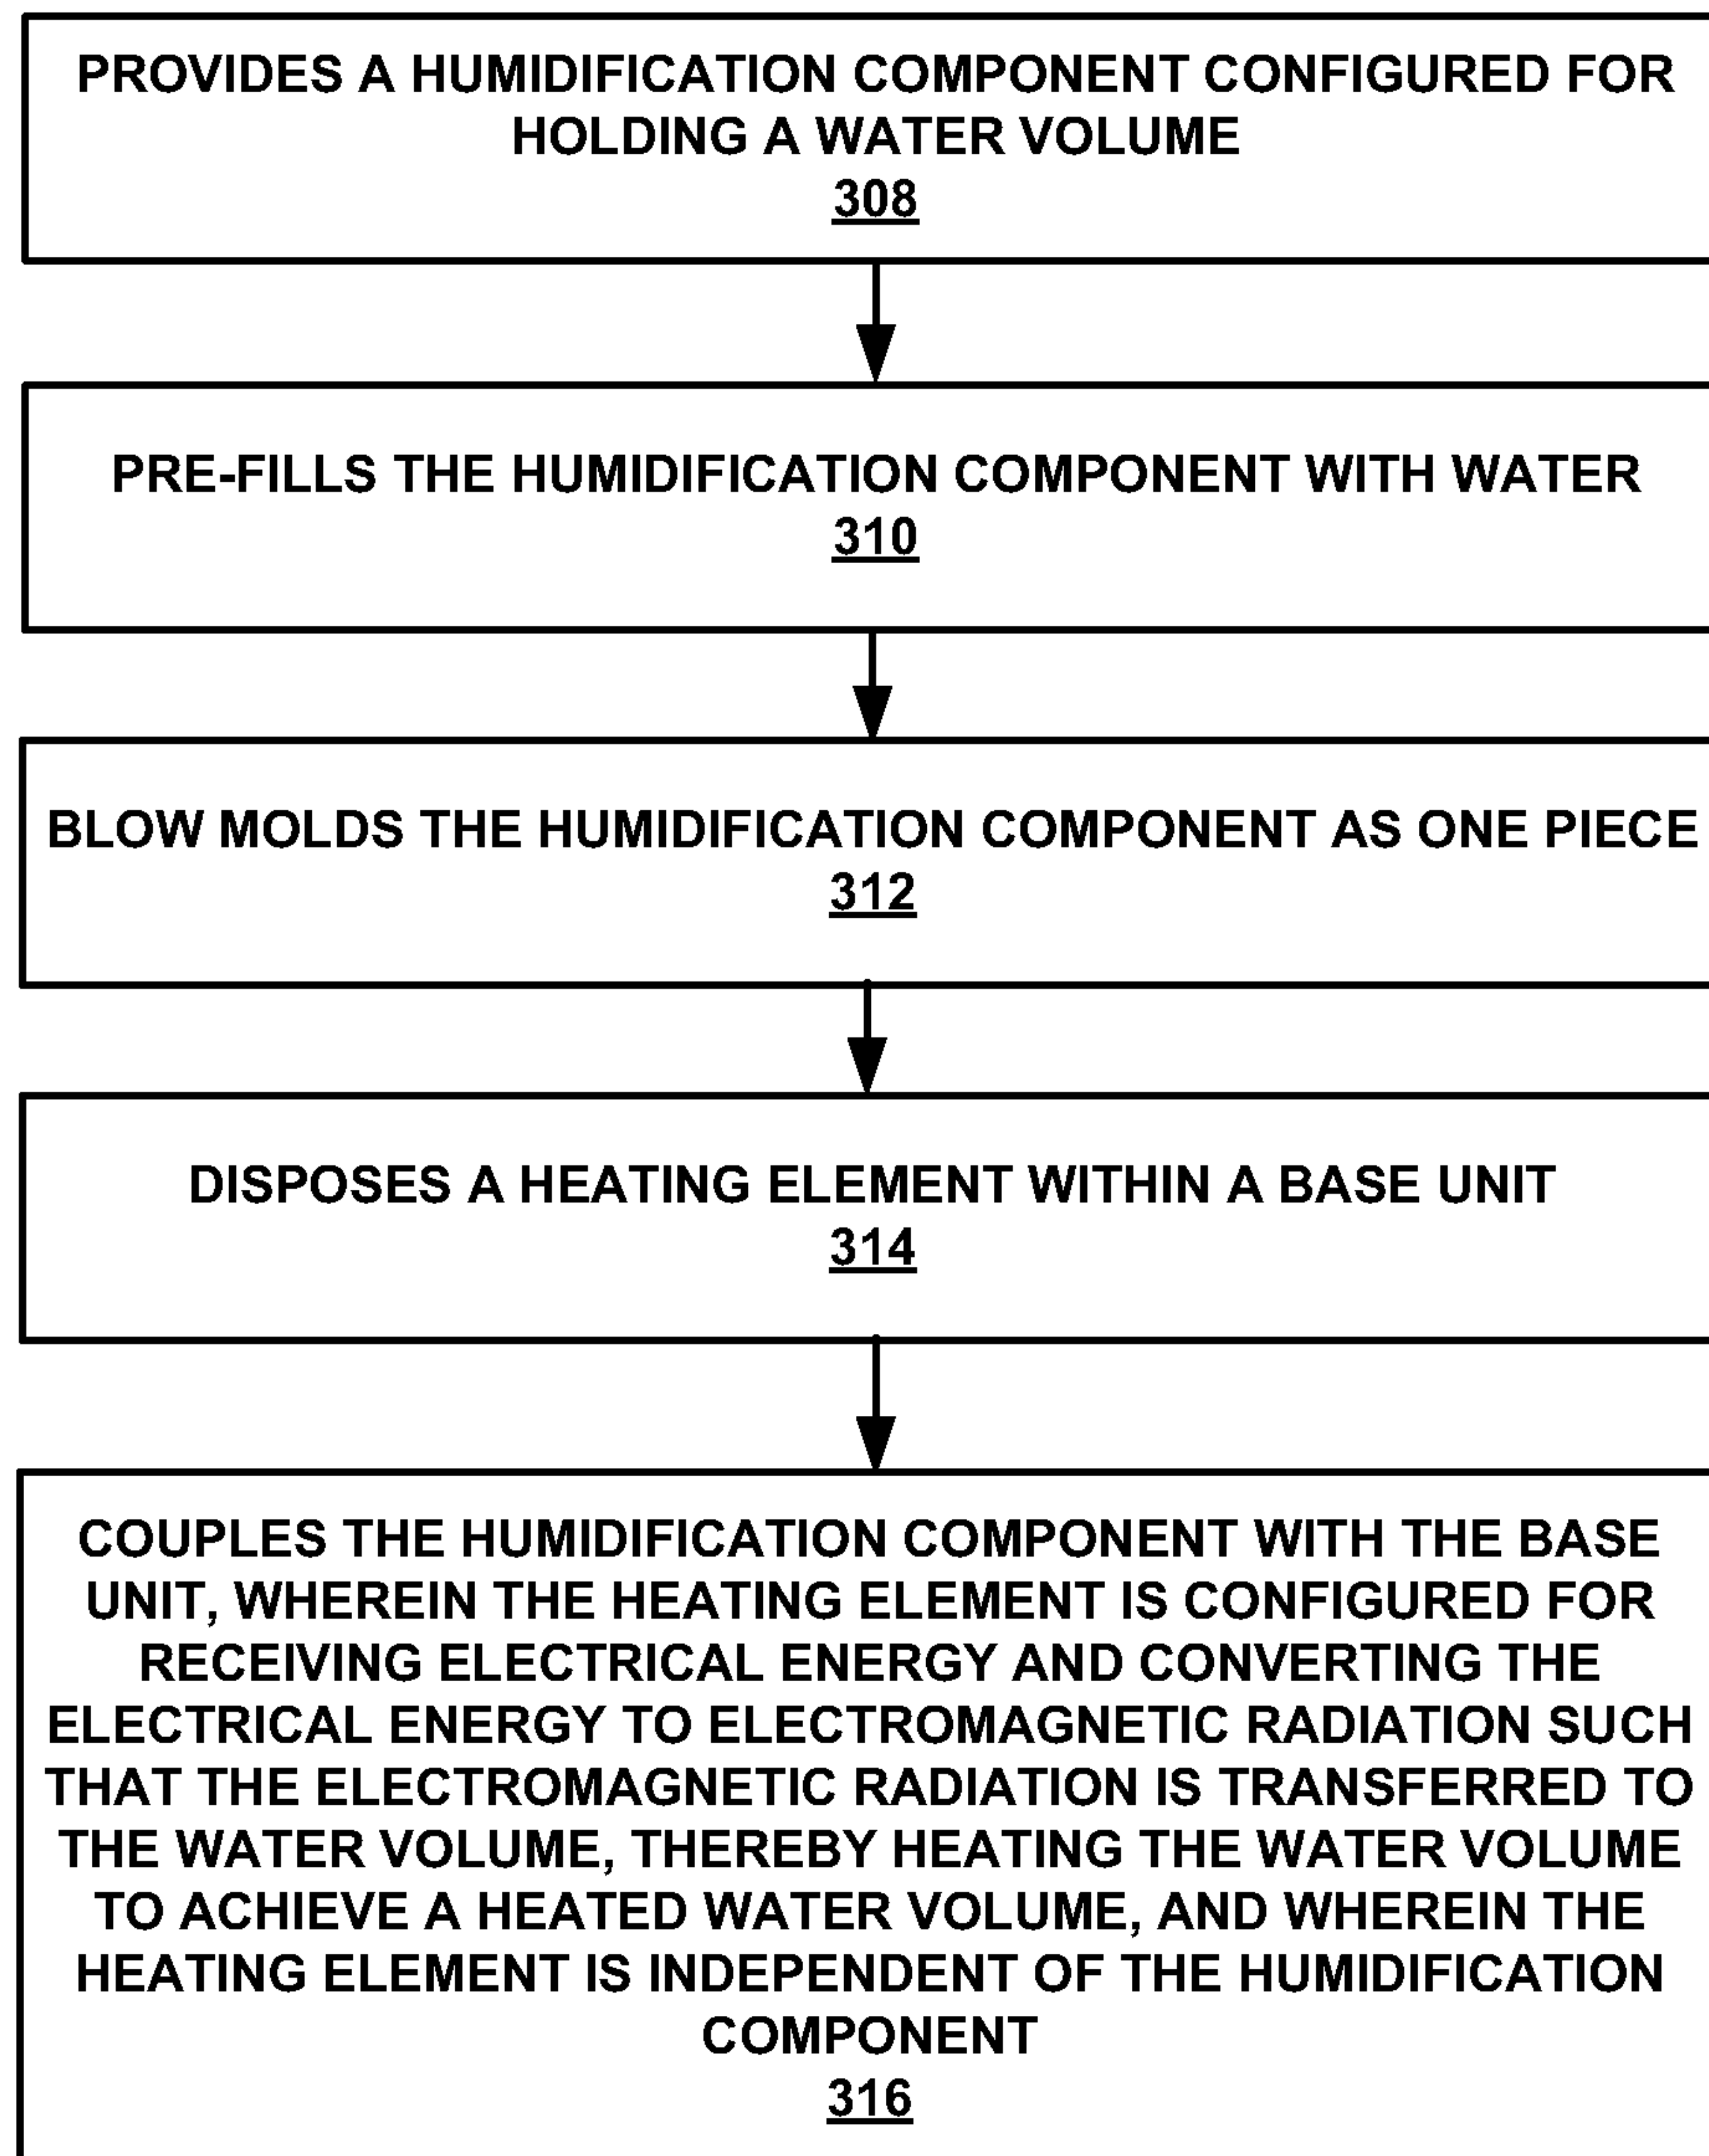 PROVIDES A HUMIDIFICATION COMPONENT CONFIGURED FOR
HOLDING A WATER VOLUME
308
PRE-FILLS THE HUMIDIFICATION COMPONENT WITH WATER
310
BLOW MOLDS THE HUMIDIFICATION COMPONENT AS ONE PIECE
312
DISPOSES A HEATING ELEMENT WITHIN A BASE UNIT
314
COUPLES THE HUMIDIFICATION COMPONENT WITH THE BASE
UNIT, WHEREIN THE HEATING ELEMENT IS CONFIGURED FOR
RECEIVING ELECTRICAL ENERGY AND CONVERTING THE
ELECTRICAL ENERGY TO ELECTROMAGNETIC RADIATION SUCH
THAT THE ELECTROMAGNETIC RADIATION IS TRANSFERRED TO
THE WATER VOLUME, THEREBY HEATING THE WATER VOLUME
TO ACHIEVE A HEATED WATER VOLUME, AND WHEREIN THE
HEATING ELEMENT IS INDEPENDENT OF THE HUMIDIFICATION
COMPONENT
316